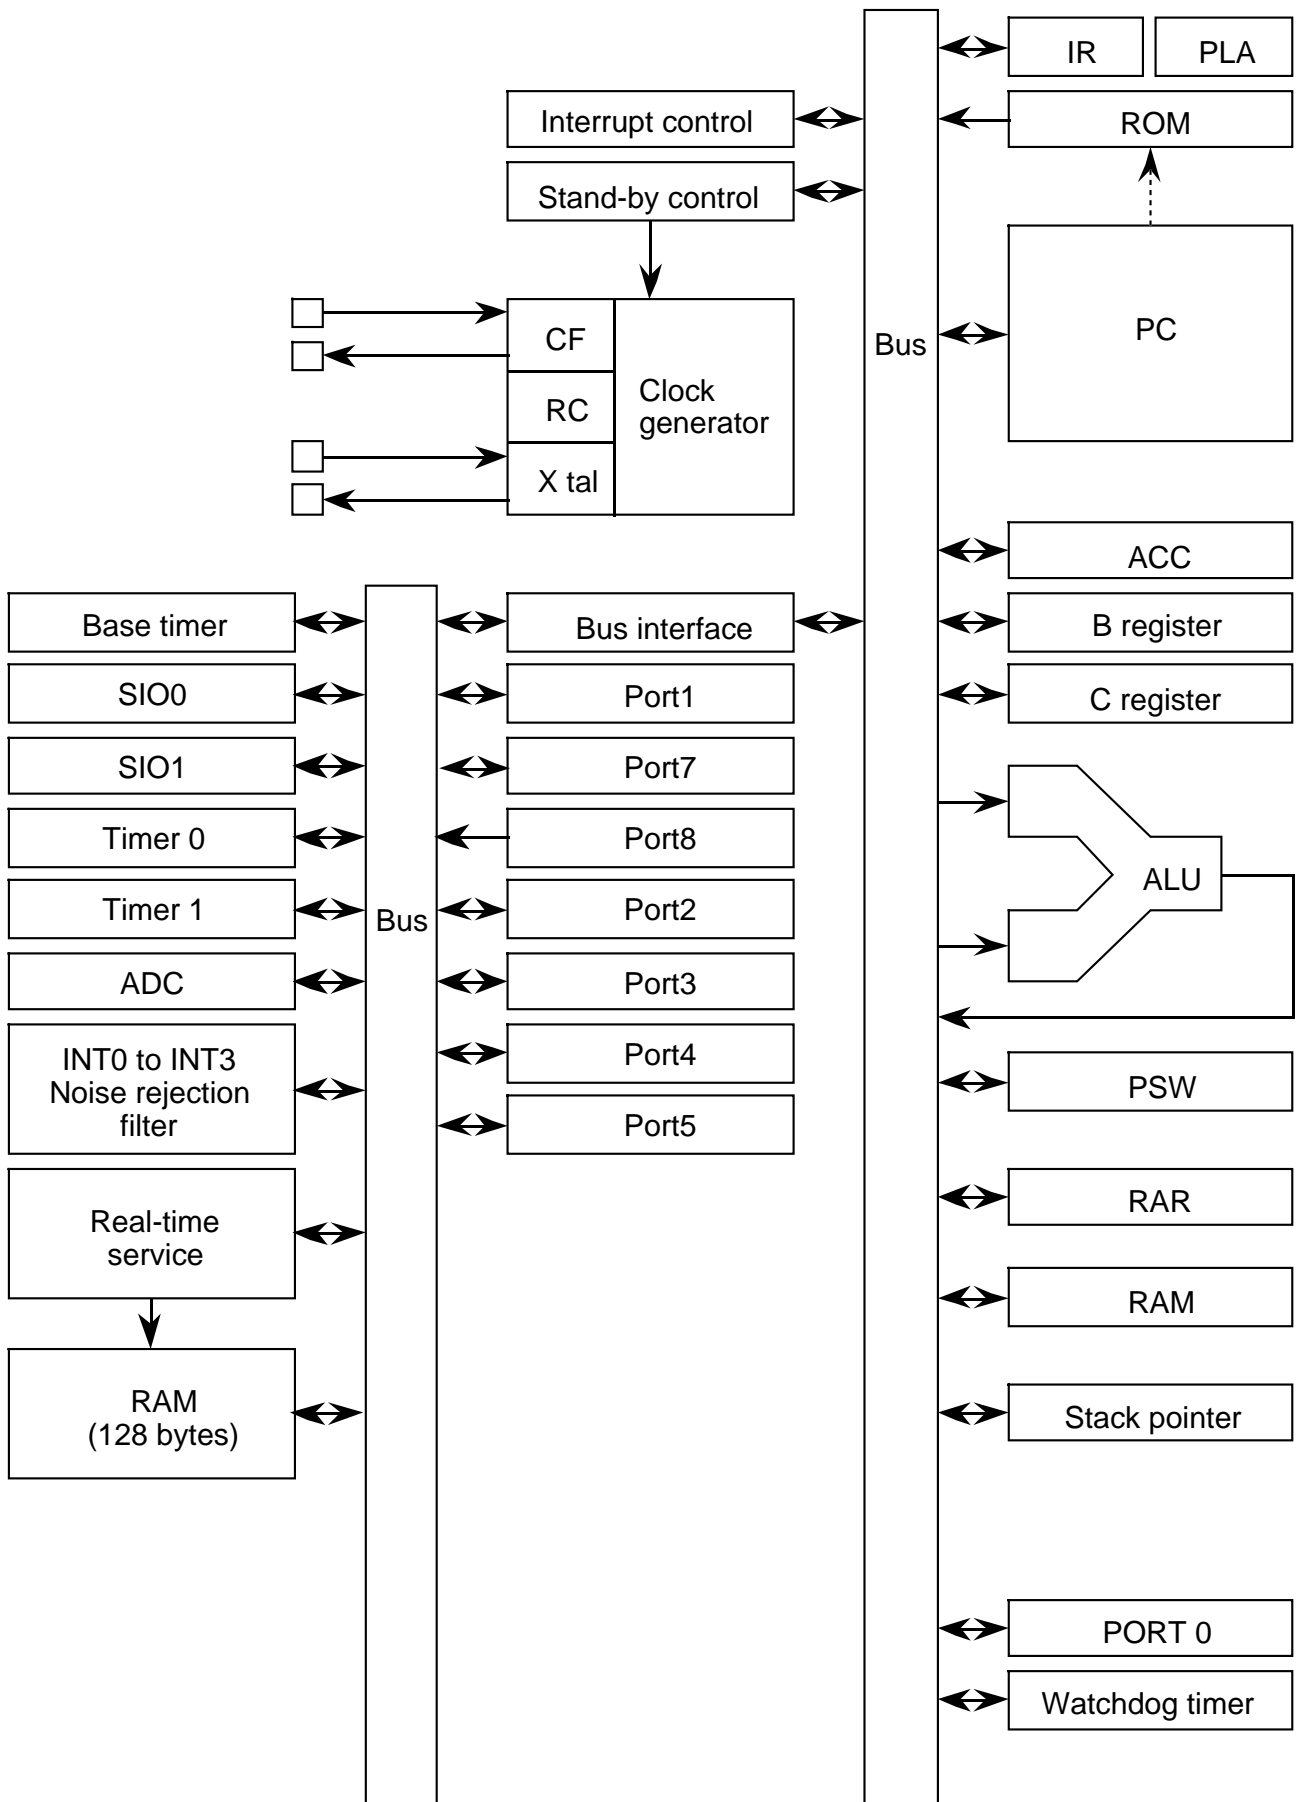 IR
PLA
Interrupt control
ROM
Stand-by control
CF
RC
X tal
Clock
generator
Bus
PC
ACC
Base timer
Bus interface
B register
SIO0
Port1
C register
SIO1
Port7
Timer 0
Port8
ALU
Timer 1
Bus
Port2
ADC
Port3
INT0 to INT3
Noise rejection
filter
Port4
PSW
Port5
Real-time
service
RAR
RAM
RAM
(128 bytes)
Stack pointer
PORT 0
Watchdog timer